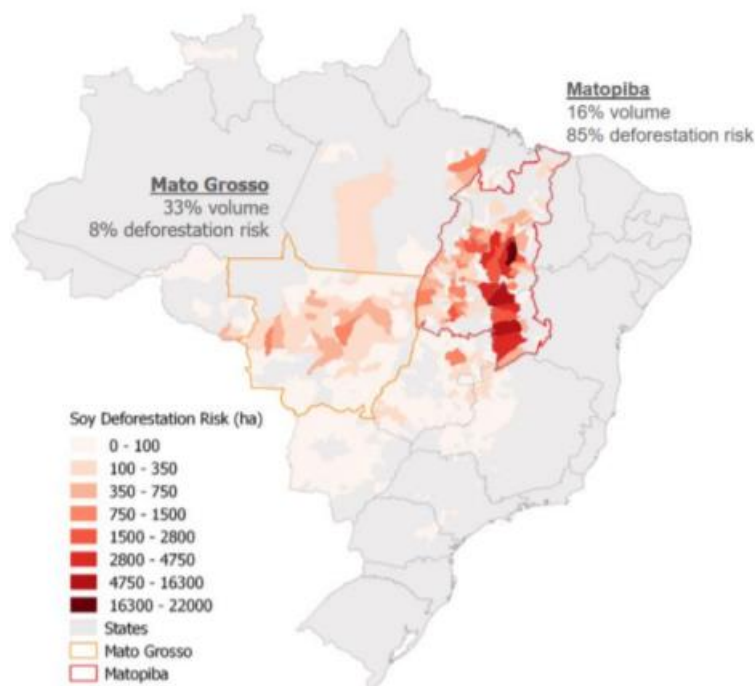 Matopiba
16% volume
85% deforestation risk
Mato Grosso
33% volume
8% deforestation risk
Soy Deforestation Risk (ha)
0 - 100
100 - 350
350 - 750
750 - 1500
1500 - 2800
2800 - 4750
4750 - 16300
16300 - 22000
States
Mato Grosso
Matopiba